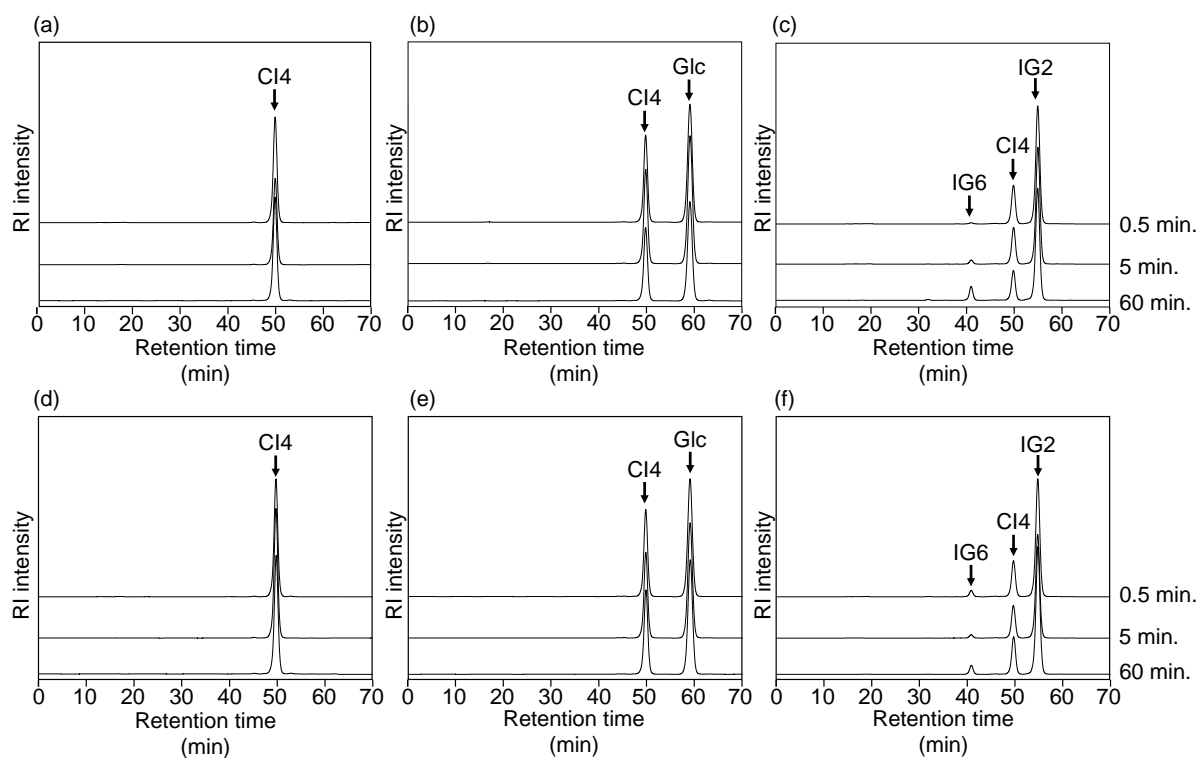 (a)
CI4
RI intensity
0 10 20 30 40 50 60 70
Retention time
(min)
(b)
CI4
Glc
RI intensity
0 10 20 30 40 50 60 70
Retention time
(min)
(c)
IG6
CI4
IG2
RI intensity
0.5 min.
5 min.
60 min.
0 10 20 30 40 50 60 70
Retention time
(min)
(d)
CI4
RI intensity
0 10 20 30 40 50 60 70
Retention time
(min)
(e)
CI4
Glc
RI intensity
0 10 20 30 40 50 60 70
Retention time
(min)
(f)
IG6
CI4
IG2
RI intensity
0.5 min.
5 min.
60 min.
0 10 20 30 40 50 60 70
Retention time
(min)